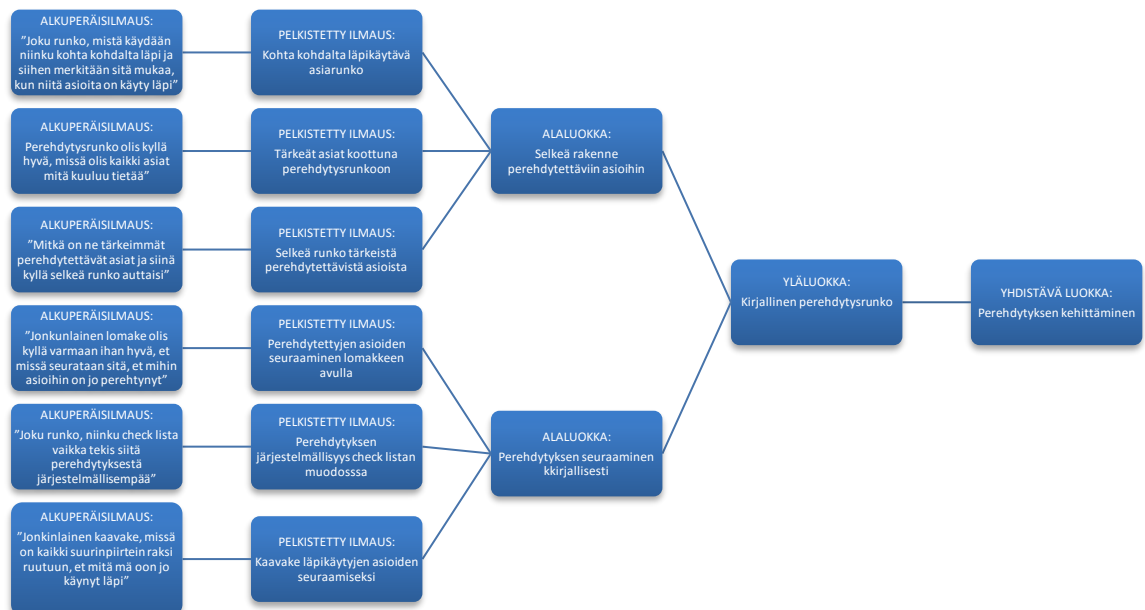 ALKUPERÄISILMAUS:
”Joku runko, mistä käydään
niinku kohta kohdalta läpi ja
siihen merkitään sitä mukaa,
kun niitä asioita on käyty läpi”
PELKISTETTY ILMAUS:
Kohta kohdalta läpikäytävä
asiarunko
ALKUPERÄISILMAUS:
Perehdytysrunko olis kyllä
hyvä, missä olis kaikki asiat
mitä kuuluu tietää”
PELKISTETTY ILMAUS:
Tärkeät asiat koottuna
perehdytysrunkoon
ALKUPERÄISILMAUS:
”Mitkä on ne tärkeimmät
perehdytettävät asiat ja siinä
kyllä selkeä runko auttaisi”
PELKISTETTY ILMAUS:
Selkeä runko tärkeistä
perehdytettävistä asioista
ALALUOKKA:
Selkeä rakenne
perehdytettäviin asioihin
ALKUPERÄISILMAUS:
”Jonkunlainen lomake olis
kyllä varmaan ihan hyvä, et
missä seurataan sitä, et mihin
asioihin on jo perehtynyt”
PELKISTETTY ILMAUS:
Perehdytettyjen asioiden
seuraaminen lomakkeen
avulla
ALKUPERÄISILMAUS:
”Joku runko, niinku check lista
vaikka tekis siitä
perehdytyksestä
järjestelmällisempää”
PELKISTETTY ILMAUS:
Perehdytyksen
järjestelmällisyys check listan
muodosssa
ALKUPERÄISILMAUS:
”Jonkinlainen kaavake, missä
on kaikki suurinpiirtein raksi
ruutuun, et mitä mä oon jo
käynyt läpi”
PELKISTETTY ILMAUS:
Kaavake läpikäytyjen asioiden
seuraamiseksi
ALALUOKKA:
Perehdytyksen seuraaminen
kkirjallisesti
YLÄLUOKKA:
Kirjallinen perehdytysrunko
YHDISTÄVÄ LUOKKA:
Perehdytyksen kehittäminen